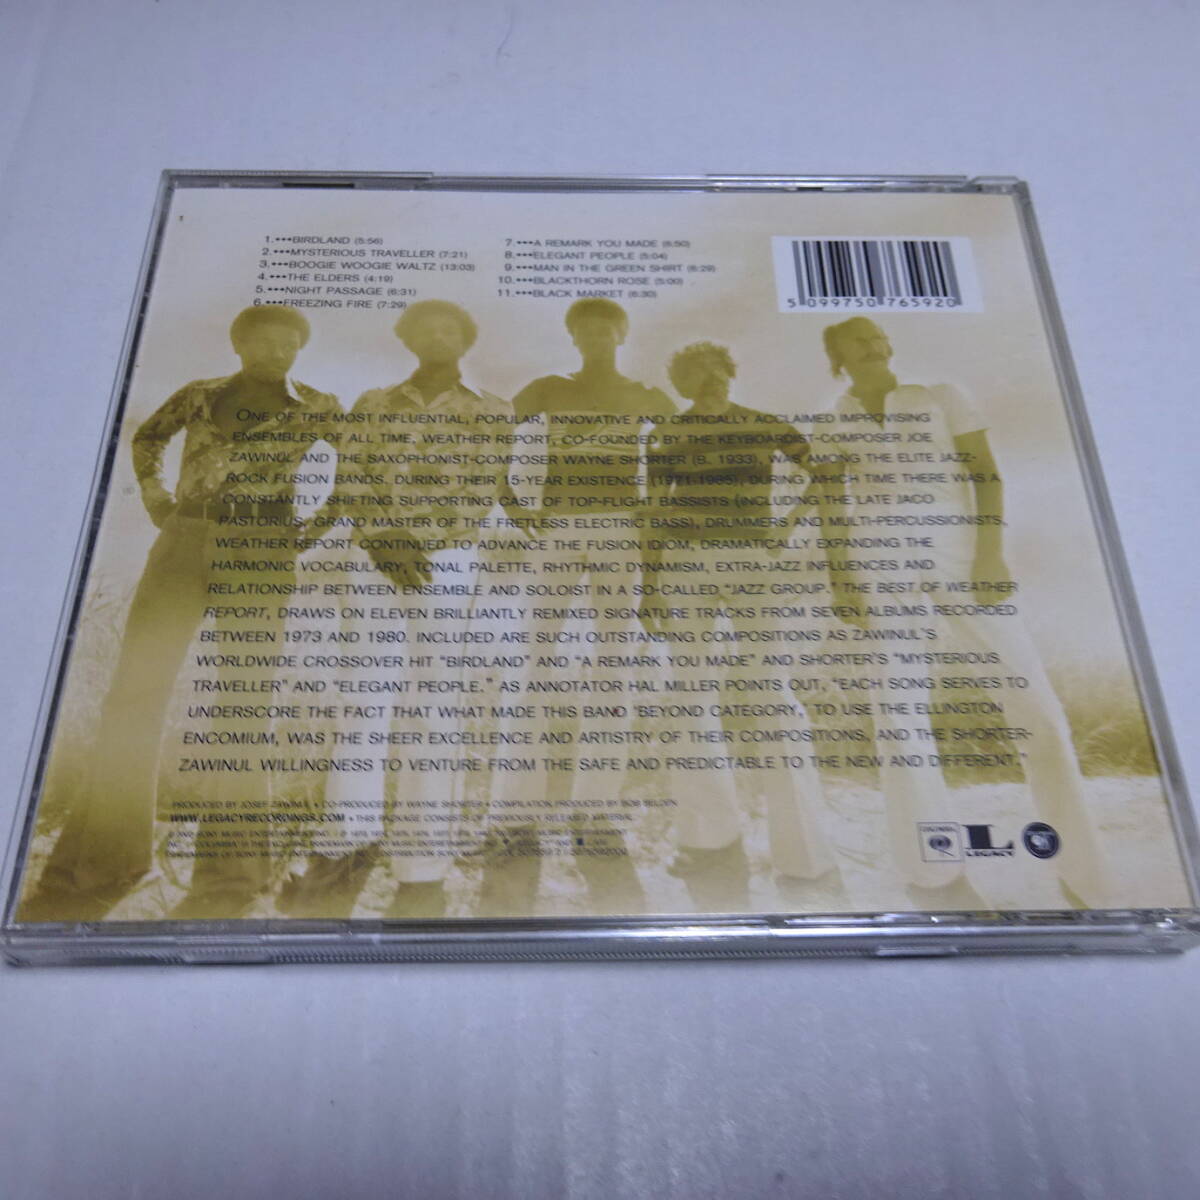 1.•••BIRDLAND (5:56)
2.•••MYSTERIOUS TRAVELLER (7:21)
3.•••BOOGIE WOOGIE WALTZ (13:03)
4.•••THE ELDERS (4:19)
5.•••NIGHT PASSAGE (6:31)
6.•••FREEZING FIRE (7:29)
7.•••A REMARK YOU MADE (6:50)
8.•••ELEGANT PEOPLE (5:04)
9.•••MAN IN THE GREEN SHIRT (6:29)
10.•••BLACKTHORN ROSE (5:00)
11.•••BLACK MARKET (6:30)
5 099750 765920
ONE OF THE MOST INFLUENTIAL, POPULAR, INNOVATIVE AND CRITICALLY ACCLAIMED IMPROVISING
ENSEMBLES OF ALL TIME, WEATHER REPORT, CO-FOUNDED BY THE KEYBOARDIST-COMPOSER JOE
ZAWINUL AND THE SAXOPHONIST-COMPOSER WAYNE SHORTER (B. 1933), WAS AMONG THE ELITE JAZZ-
ROCK FUSION BANDS. DURING THEIR 15-YEAR EXISTENCE (1971-1985), DURING WHICH TIME THERE WAS A
CONSTANTLY SHIFTING SUPPORTING CAST OF TOP-FLIGHT BASSISTS (INCLUDING THE LATE JACO
PASTORIUS, GRAND MASTER OF THE FRETLESS ELECTRIC BASS), DRUMMERS AND MULTI-PERCUSSIONISTS,
WEATHER REPORT CONTINUED TO ADVANCE THE FUSION IDIOM, DRAMATICALLY EXPANDING THE
HARMONIC VOCABULARY, TONAL PALETTE, RHYTHMIC DYNAMISM, EXTRA-JAZZ INFLUENCES AND
RELATIONSHIP BETWEEN ENSEMBLE AND SOLOIST IN A SO-CALLED "JAZZ GROUP." THE BEST OF WEATHER
REPORT, DRAWS ON ELEVEN BRILLIANTLY REMIXED SIGNATURE TRACKS FROM SEVEN ALBUMS RECORDED
BETWEEN 1973 AND 1980. INCLUDED ARE SUCH OUTSTANDING COMPOSITIONS AS ZAWINUL'S
WORLDWIDE CROSSOVER HIT "BIRDLAND" AND "A REMARK YOU MADE" AND SHORTER'S "MYSTERIOUS
TRAVELLER" AND "ELEGANT PEOPLE." AS ANNOTATOR HAL MILLER POINTS OUT, "EACH SONG SERVES TO
UNDERSCORE THE FACT THAT WHAT MADE THIS BAND 'BEYOND CATEGORY,' TO USE THE ELLINGTON
ENCOMIUM, WAS THE SHEER EXCELLENCE AND ARTISTRY OF THEIR COMPOSITIONS, AND THE SHORTER-
ZAWINUL WILLINGNESS TO VENTURE FROM THE SAFE AND PREDICTABLE TO THE NEW AND DIFFERENT."
PRODUCED BY JOSEF ZAWINUL • CO-PRODUCED BY WAYNE SHORTER • COMPILATION PRODUCED BY BOB BELDEN
WWW.LEGACYRECORDINGS.COM • THIS PACKAGE CONSISTS OF PREVIOUSLY RELEASED MATERIAL.
SONY MUSIC ENTERTAINMENT INC.
COLUMBIA
L
LEGACY